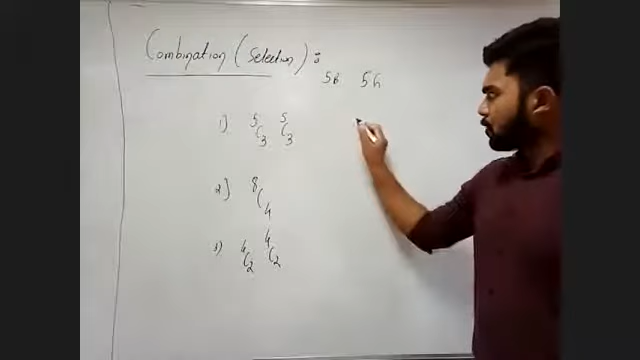 Combination (Selection) :
5B 5G
1) 5C3 5C3
2) 8C4
3) 4C2 4C2